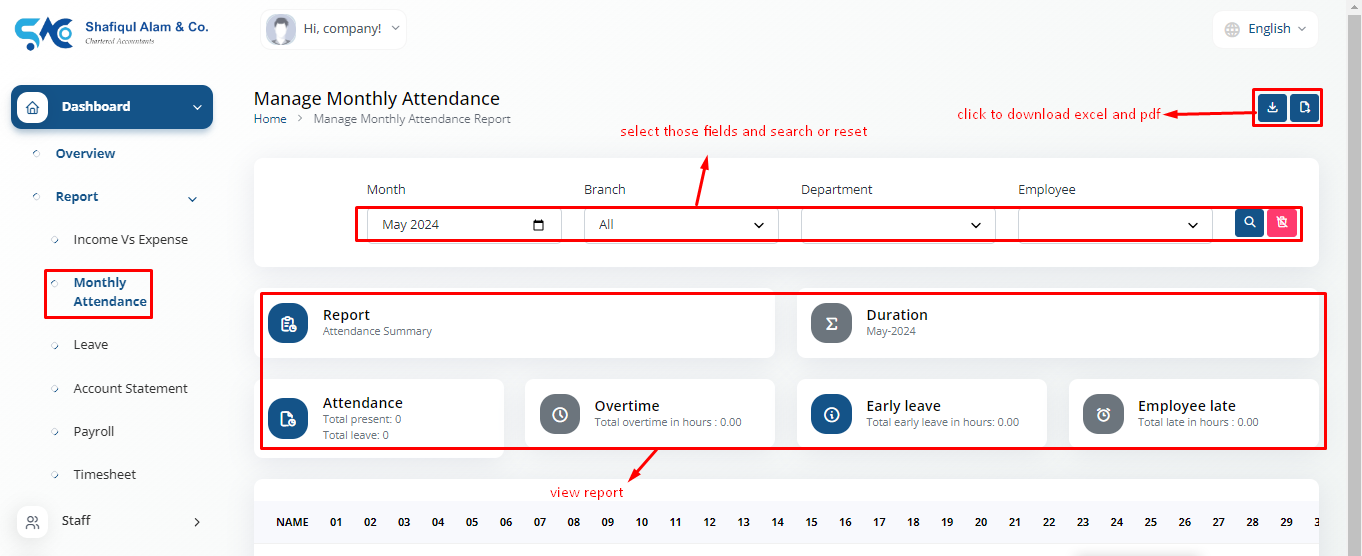 Shafiqul Alam & Co.
Chartered Accountants
Hi, company!
English
Dashboard
Overview
Report
Income Vs Expense
Monthly
Attendance
Leave
Account Statement
Payroll
Timesheet
Staff
Manage Monthly Attendance
Home > Manage Monthly Attendance Report
click to download excel and pdf
select those fields and search or reset
Month Branch Department Employee
May 2024 All
Report
Attendance Summary
Duration
May-2024
Attendance
Total present: 0
Total leave: 0
Overtime
Total overtime in hours : 0.00
Early leave
Total early leave in hours: 0.00
Employee late
Total late in hours : 0.00
view report
NAME 01 02 03 04 05 06 07 08 09 10 11 12 13 14 15 16 17 18 19 20 21 22 23 24 25 26 27 28 29